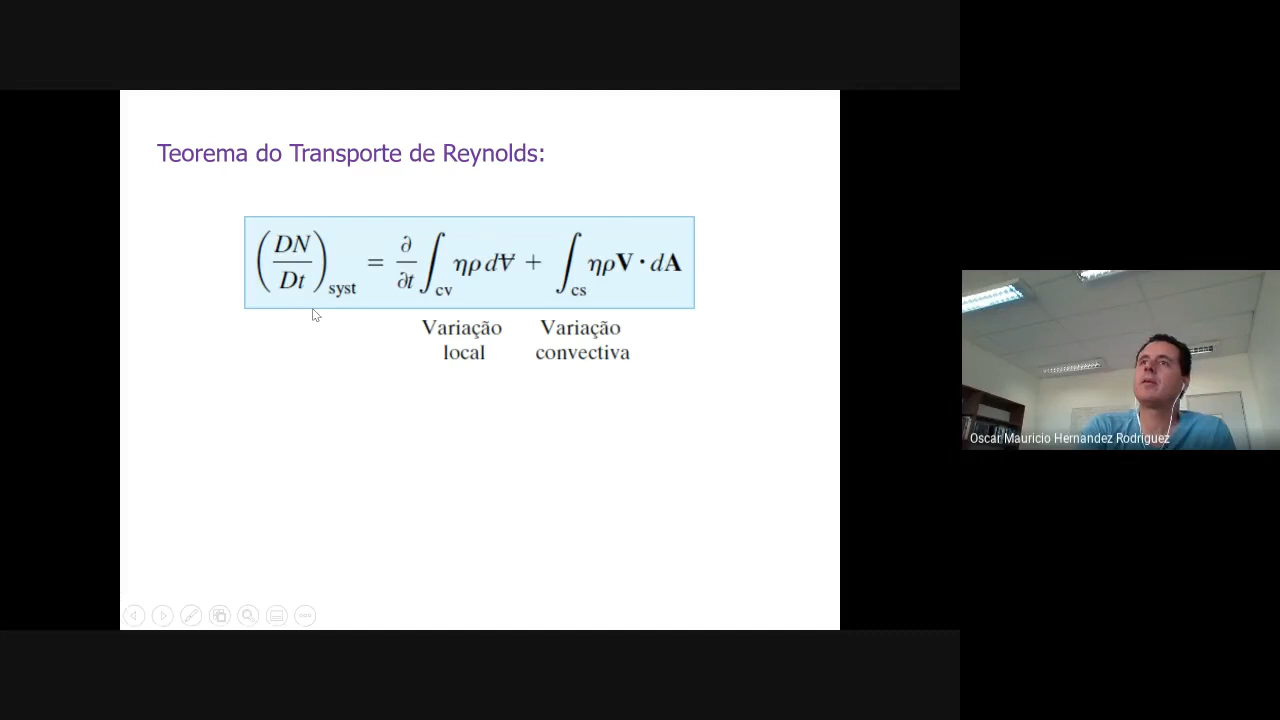 Teorema do Transporte de Reynolds:
(DN/Dt)syst = ∂/∂t ∫cv ηρ dV̶ + ∫cs ηρV · dA
Variação local
Variação convectiva
Oscar Mauricio Hernandez Rodriguez